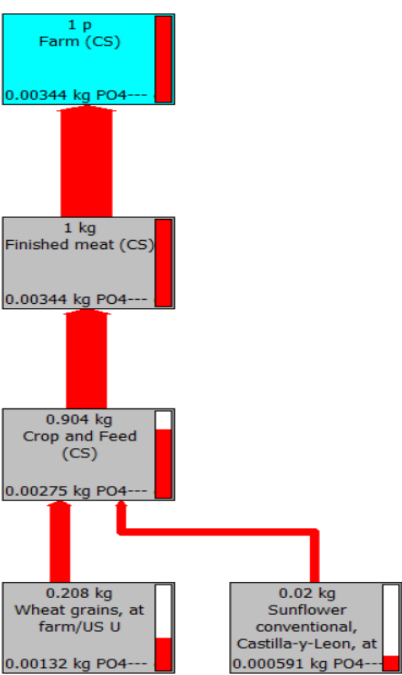 1 p
Farm (CS)
0.00344 kg PO4---
1 kg
Finished meat (CS)
0.00344 kg PO4---
0.904 kg
Crop and Feed
(CS)
0.00275 kg PO4---
0.208 kg
Wheat grains, at
farm/US U
0.00132 kg PO4---
0.02 kg
Sunflower
conventional,
Castilla-y-Leon, at
0.000591 kg PO4---